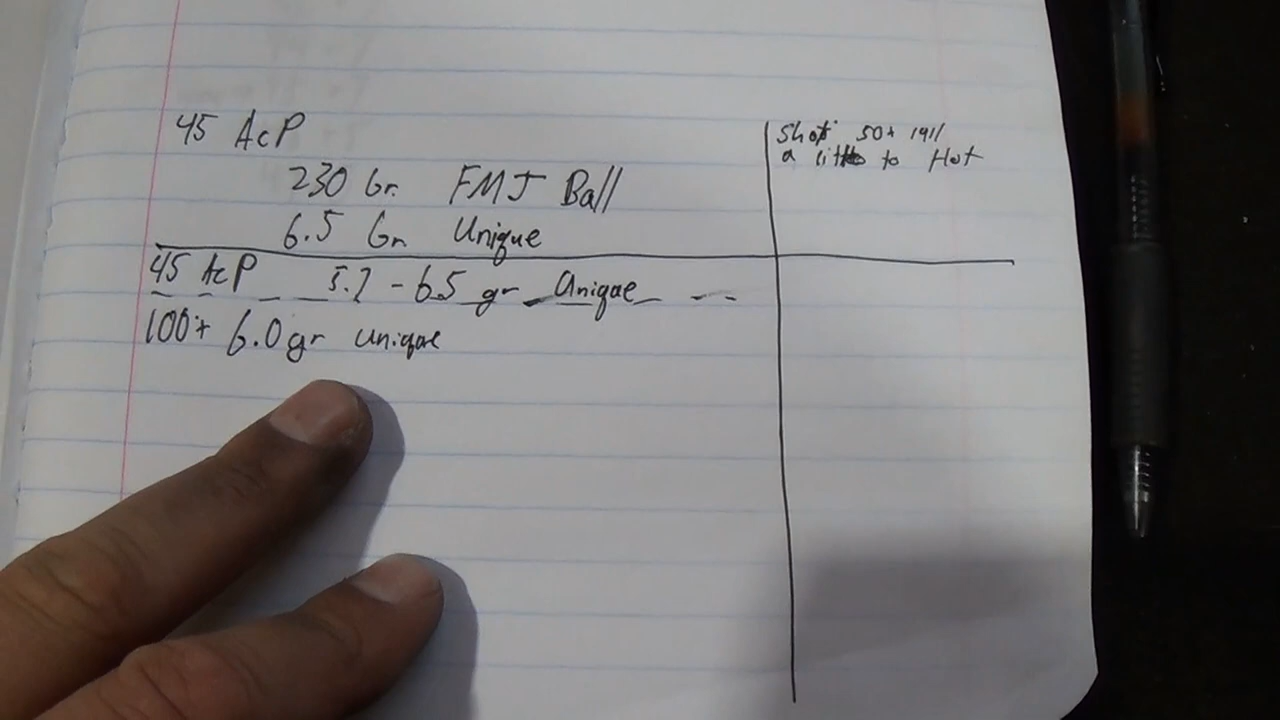 45 AcP
230 Gr. FMJ Ball
6.5 Gr. Unique
Shot 50+ 1911
a little to Hot
45 AcP 5.2 - 6.5 gr Unique
100+ 6.0 gr unique